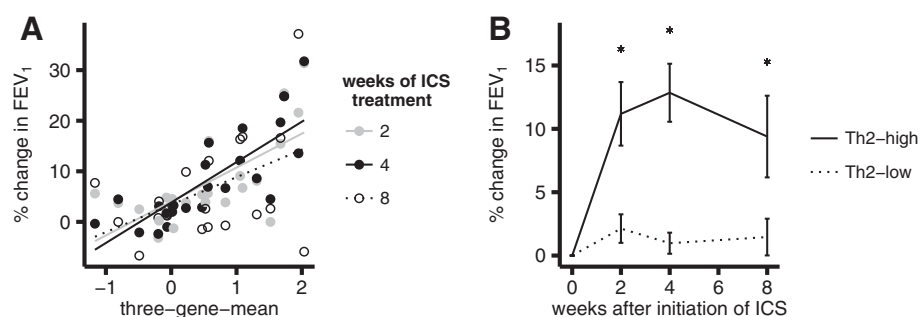 A
% change in FEV1
30
20
10
0
−1 0 1 2
three−gene−mean
weeks of ICS
treatment
2
4
8
B
% change in FEV1
15
10
5
0
* * *
0 2 4 6 8
weeks after initiation of ICS
Th2−high
Th2−low